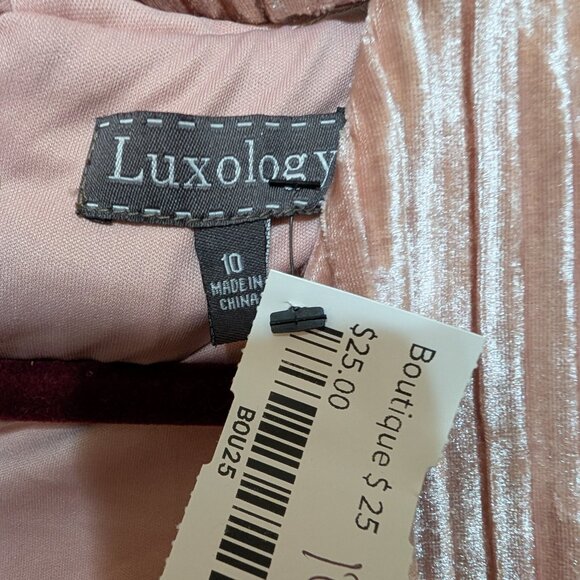 Luxology
10
MADE IN
CHINA
Boutique $ 25
$25.00
BOU25